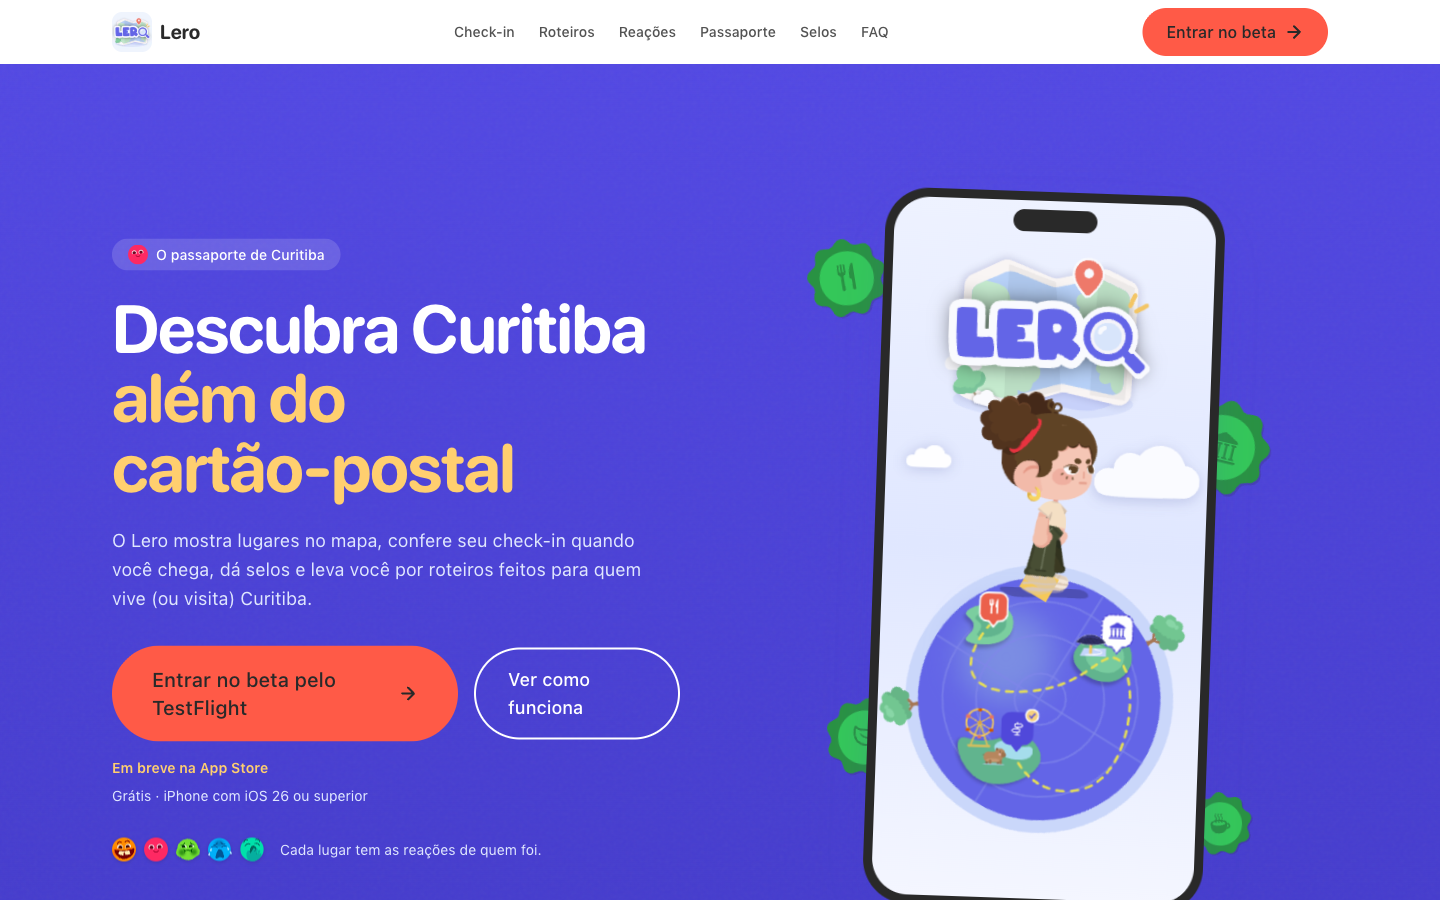 LERO
Lero
Check-in
Roteiros
Reações
Passaporte
Selos
FAQ
Entrar no beta
O passaporte de Curitiba
Descubra Curitiba
além do
cartão-postal
O Lero mostra lugares no mapa, confere seu check-in quando
você chega, dá selos e leva você por roteiros feitos para quem
vive (ou visita) Curitiba.
Entrar no beta pelo
TestFlight
Ver como
funciona
Em breve na App Store
Grátis · iPhone com iOS 26 ou superior
Cada lugar tem as reações de quem foi.
LERO